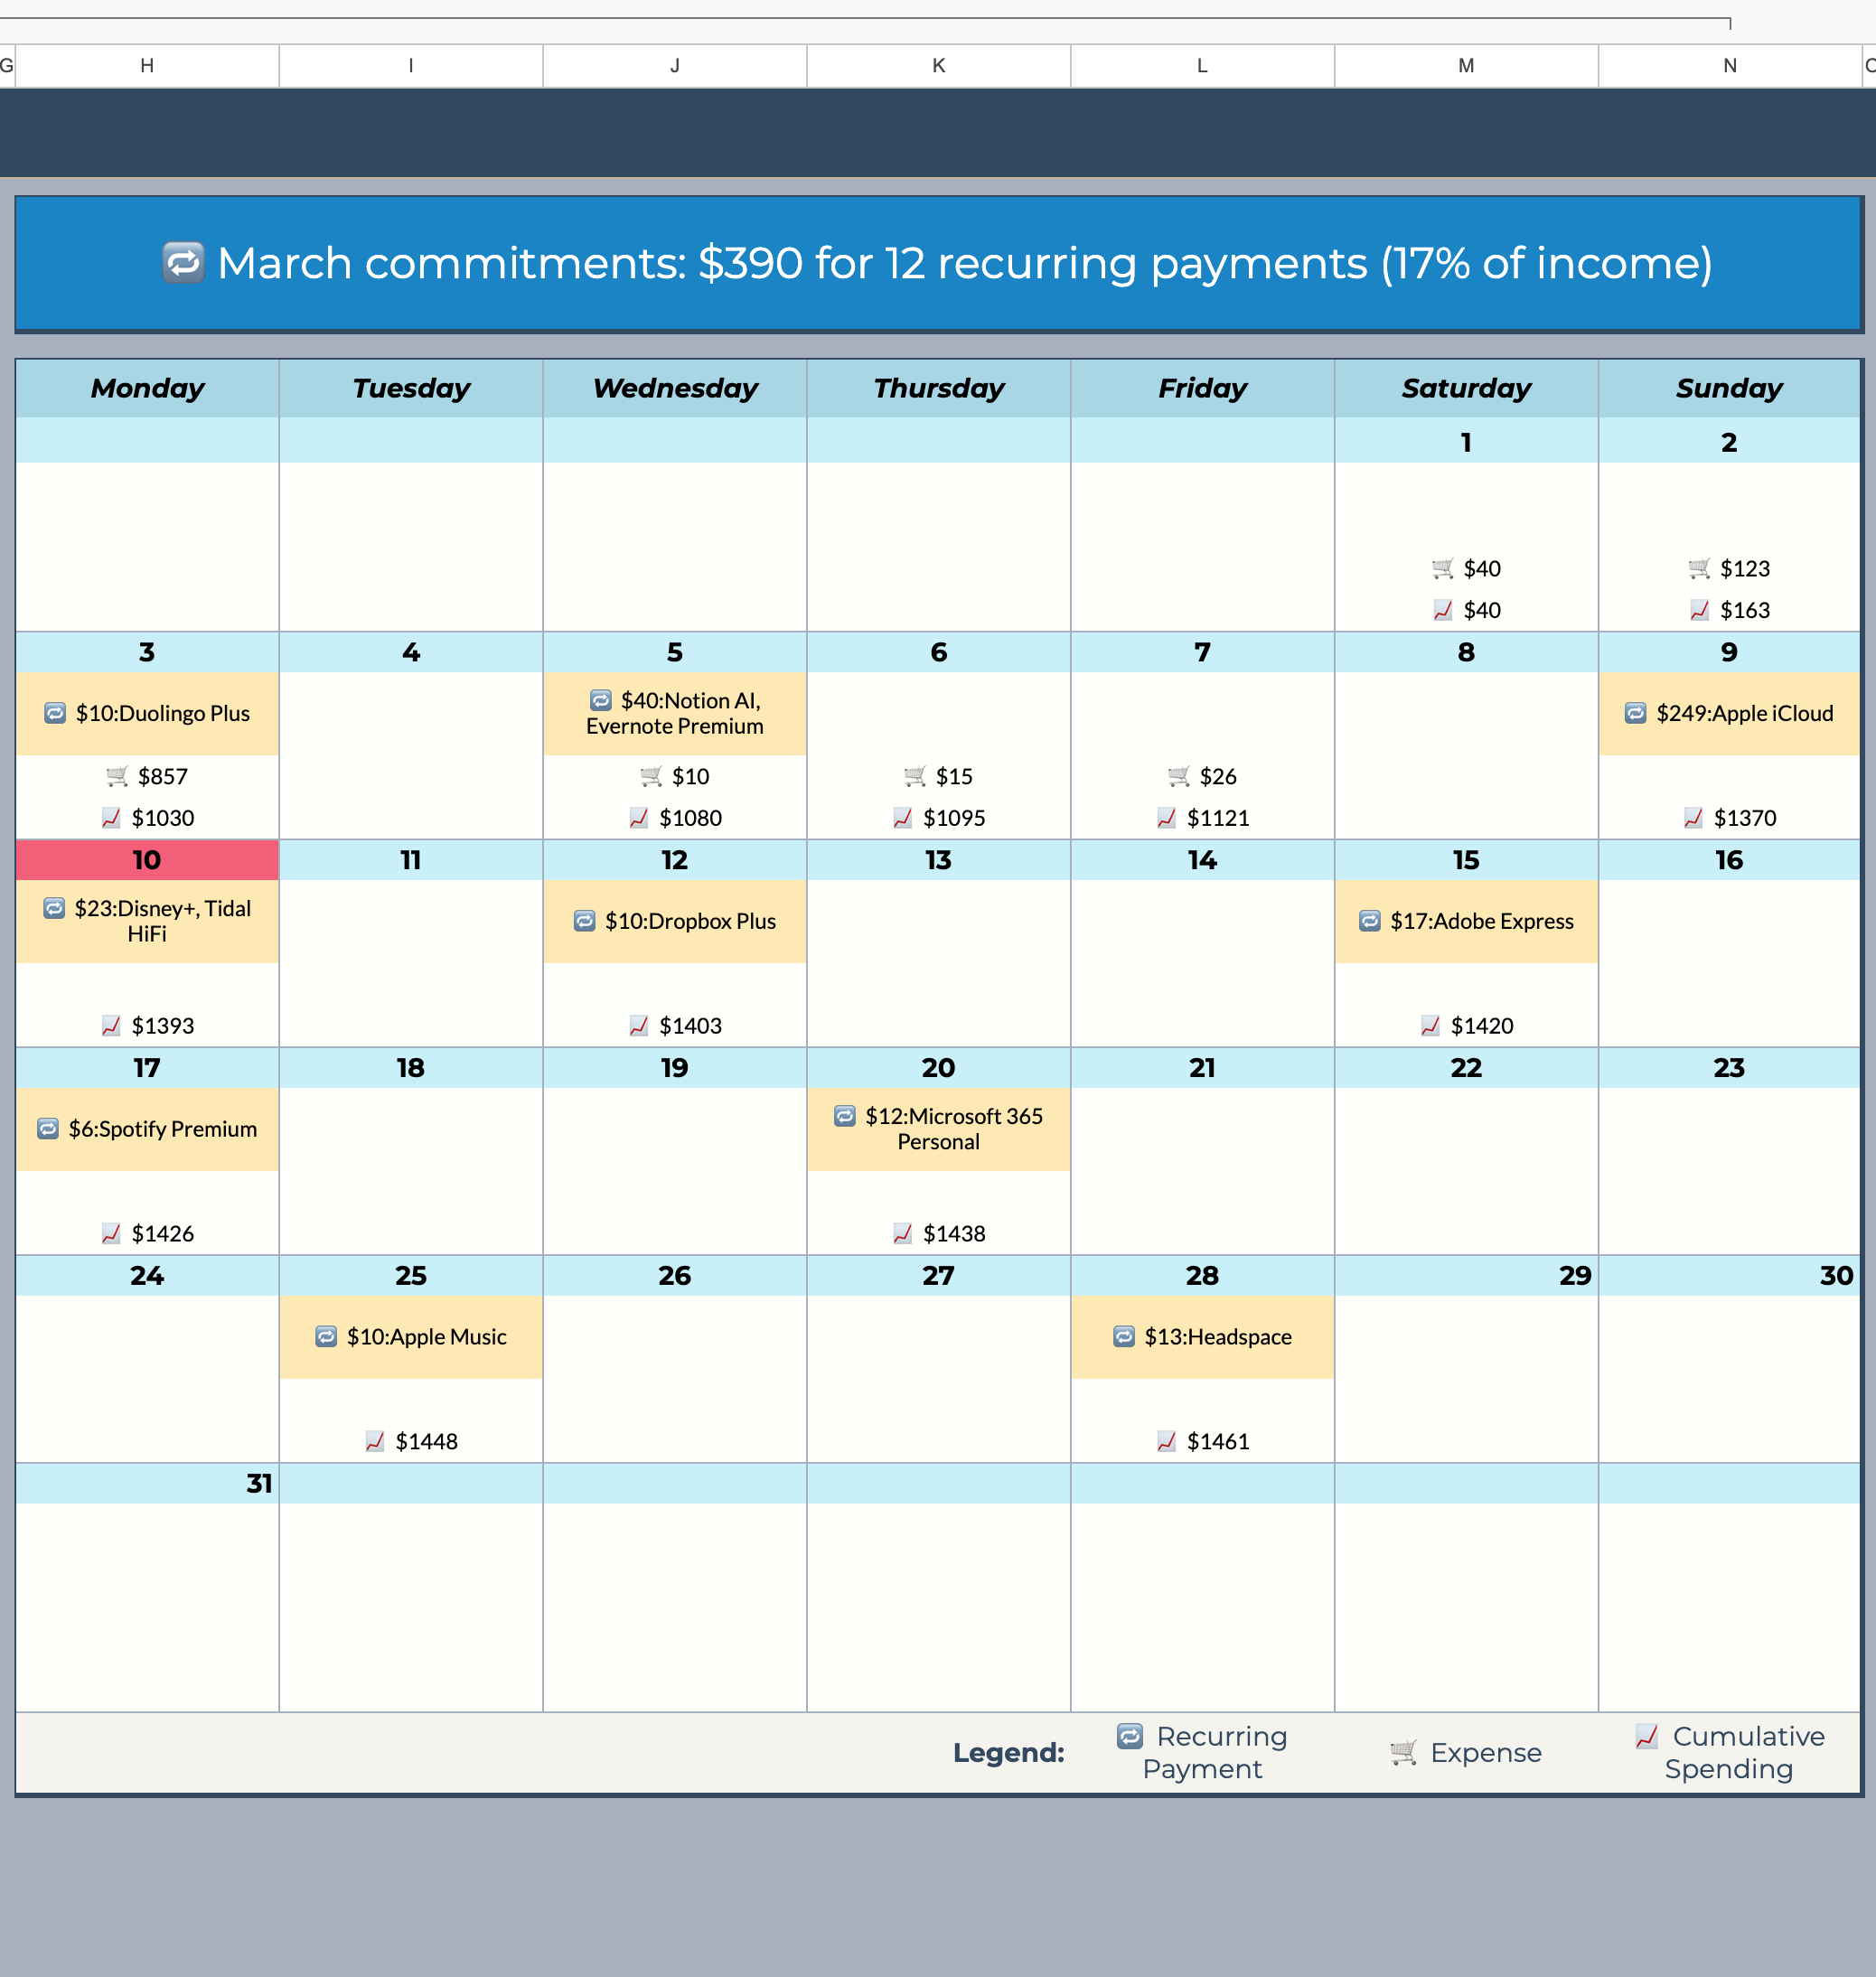 G H I J K L M N
🔁 March commitments: $390 for 12 recurring payments (17% of income)
Monday Tuesday Wednesday Thursday Friday Saturday Sunday
1 2
🛒 $40 🛒 $123
📈 $40 📈 $163
3 4 5 6 7 8 9
🔁 $10:Duolingo Plus 🔁 $40:Notion AI, 🔁 $249:Apple iCloud
Evernote Premium
🛒 $857 🛒 $10 🛒 $15 🛒 $26
📈 $1030 📈 $1080 📈 $1095 📈 $1121 📈 $1370
10 11 12 13 14 15 16
🔁 $23:Disney+, Tidal 🔁 $10:Dropbox Plus 🔁 $17:Adobe Express
HiFi
📈 $1393 📈 $1403 📈 $1420
17 18 19 20 21 22 23
🔁 $6:Spotify Premium 🔁 $12:Microsoft 365
Personal
📈 $1426 📈 $1438
24 25 26 27 28 29 30
🔁 $10:Apple Music 🔁 $13:Headspace
📈 $1448 📈 $1461
31
Legend: 🔁 Recurring 🛒 Expense 📈 Cumulative
Payment Spending